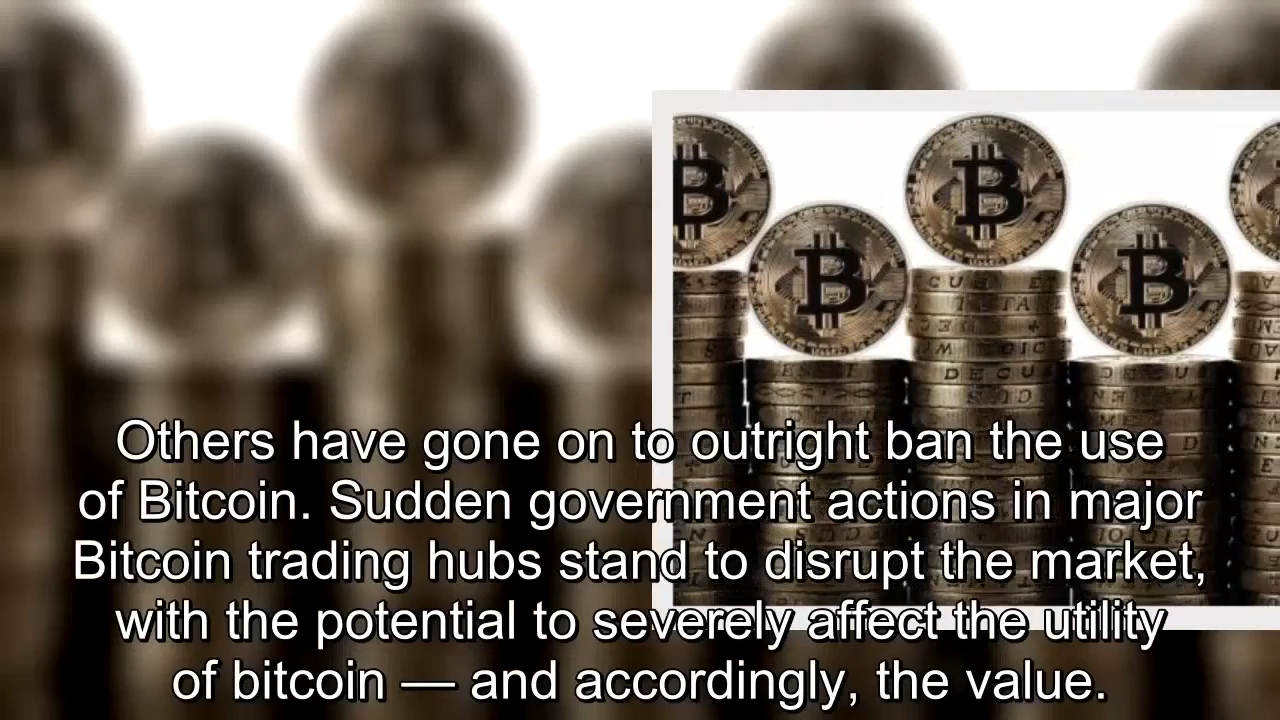 Others have gone on to outright ban the use
of Bitcoin. Sudden government actions in major
Bitcoin trading hubs stand to disrupt the market,
with the potential to severely affect the utility
of bitcoin — and accordingly, the value.